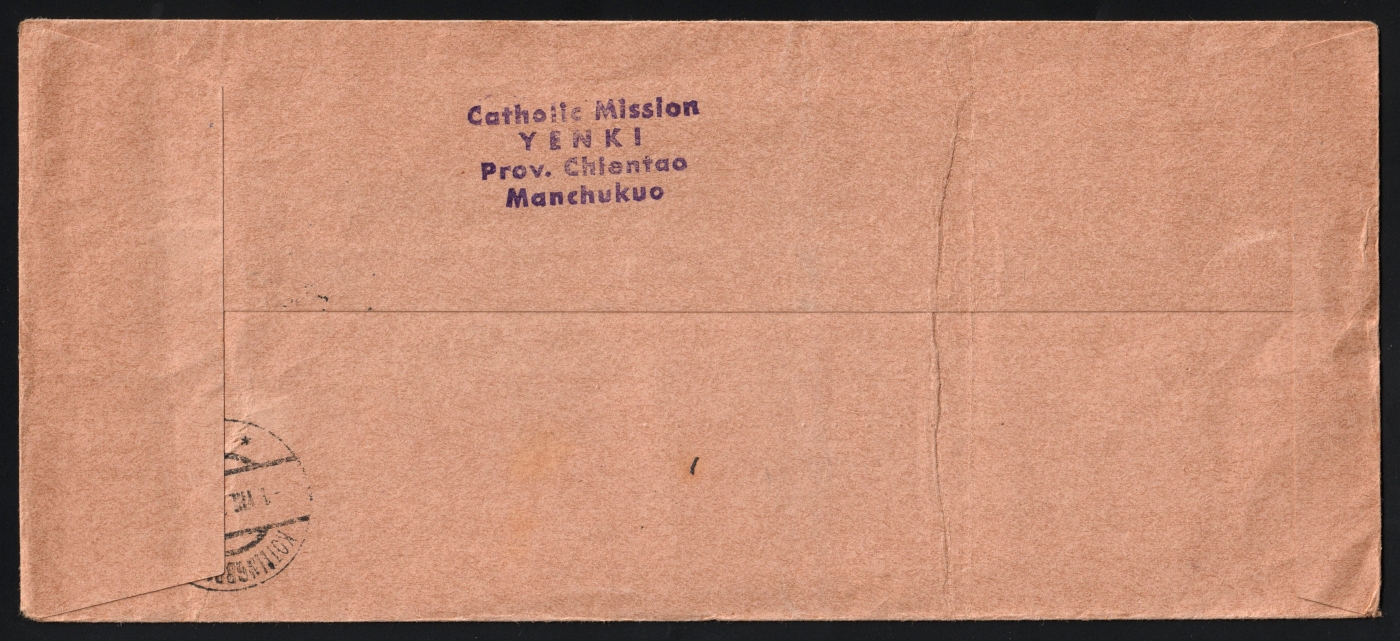 Catholic Mission
YENKI
Prov. Chientao
Manchukuo